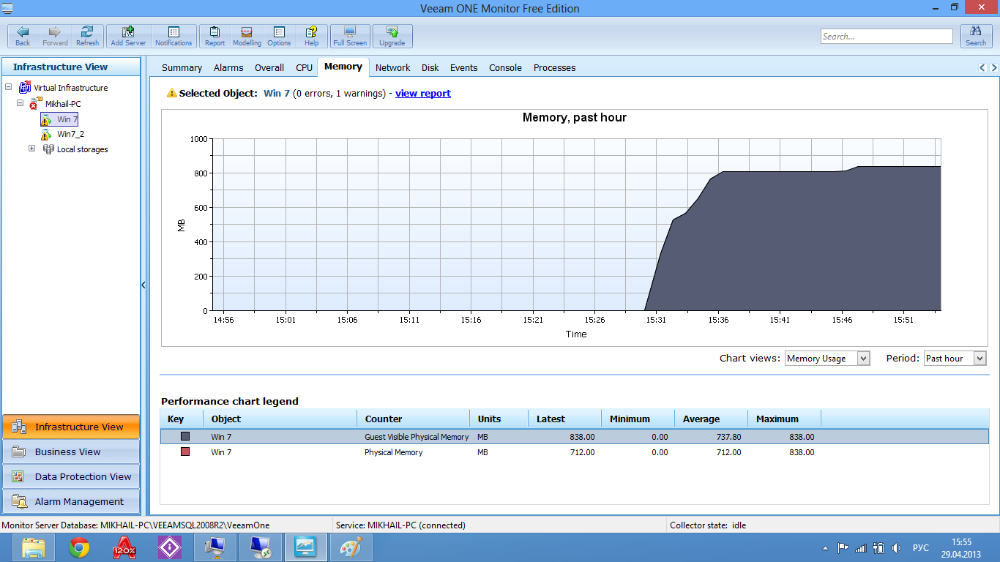 Veeam ONE Monitor Free Edition
Back Forward Refresh Add Server Notifications Report Modelling Options Help Full Screen Upgrade Search... Search
Infrastructure View
Virtual Infrastructure
Mikhail-PC
Win 7
Win7_2
Local storages
Summary Alarms Overall CPU Memory Network Disk Events Console Processes
Selected Object: Win 7 (0 errors, 1 warnings) - view report
Memory, past hour
1000
800
600
400
200
0
MB
14:56 15:01 15:06 15:11 15:16 15:21 15:26 15:31 15:36 15:41 15:46 15:51
Time
Chart views: Memory Usage Period: Past hour
Performance chart legend
Key Object Counter Units Latest Minimum Average Maximum
Win 7 Guest Visible Physical Memory MB 838.00 0.00 737.80 838.00
Win 7 Physical Memory MB 712.00 0.00 712.00 838.00
Infrastructure View
Business View
Data Protection View
Alarm Management
Monitor Server Database: MIKHAIL-PC\VEEAMSQL2008R2\VeeamOne Service: MIKHAIL-PC (connected) Collector state: idle
120%
РУС
15:55
29.04.2013